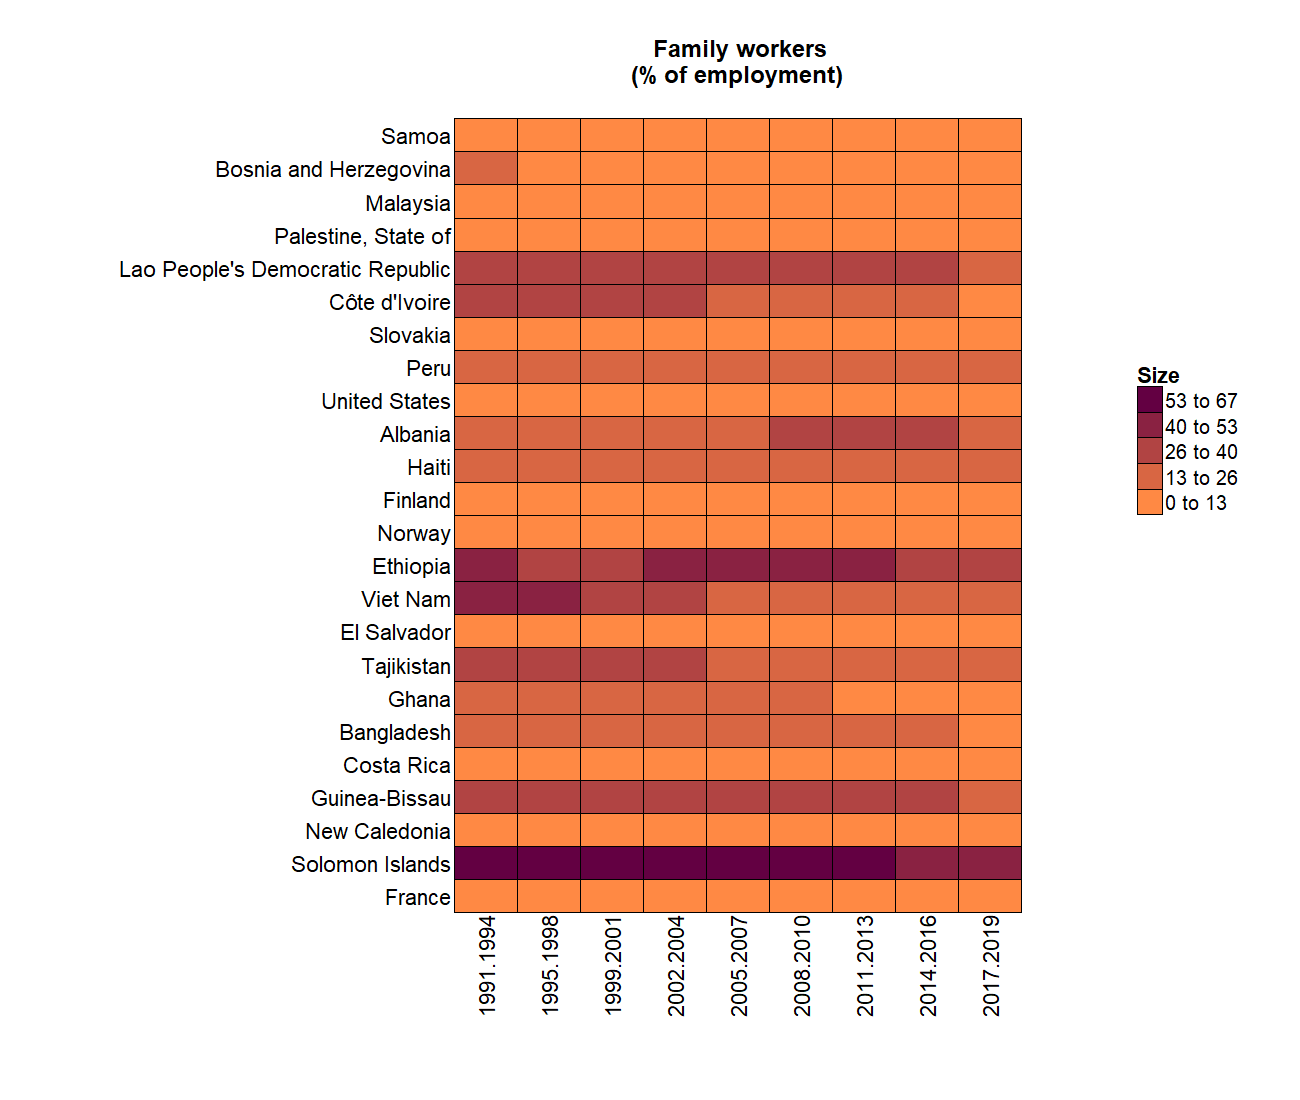 Family workers
(% of employment)
Samoa
Bosnia and Herzegovina
Malaysia
Palestine, State of
Lao People's Democratic Republic
Côte d'Ivoire
Slovakia
Peru
United States
Albania
Haiti
Finland
Norway
Ethiopia
Viet Nam
El Salvador
Tajikistan
Ghana
Bangladesh
Costa Rica
Guinea-Bissau
New Caledonia
Solomon Islands
France
1991.1994
1995.1998
1999.2001
2002.2004
2005.2007
2008.2010
2011.2013
2014.2016
2017.2019
Size
53 to 67
40 to 53
26 to 40
13 to 26
0 to 13